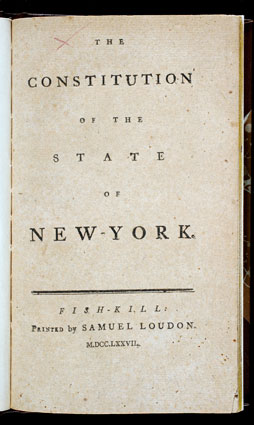 THE
CONSTITUTION
OF THE
STATE
OF
NEW-YORK.
FISH-KILL:
PRINTED by SAMUEL LOUDON.
M.DCC.LXXVII.